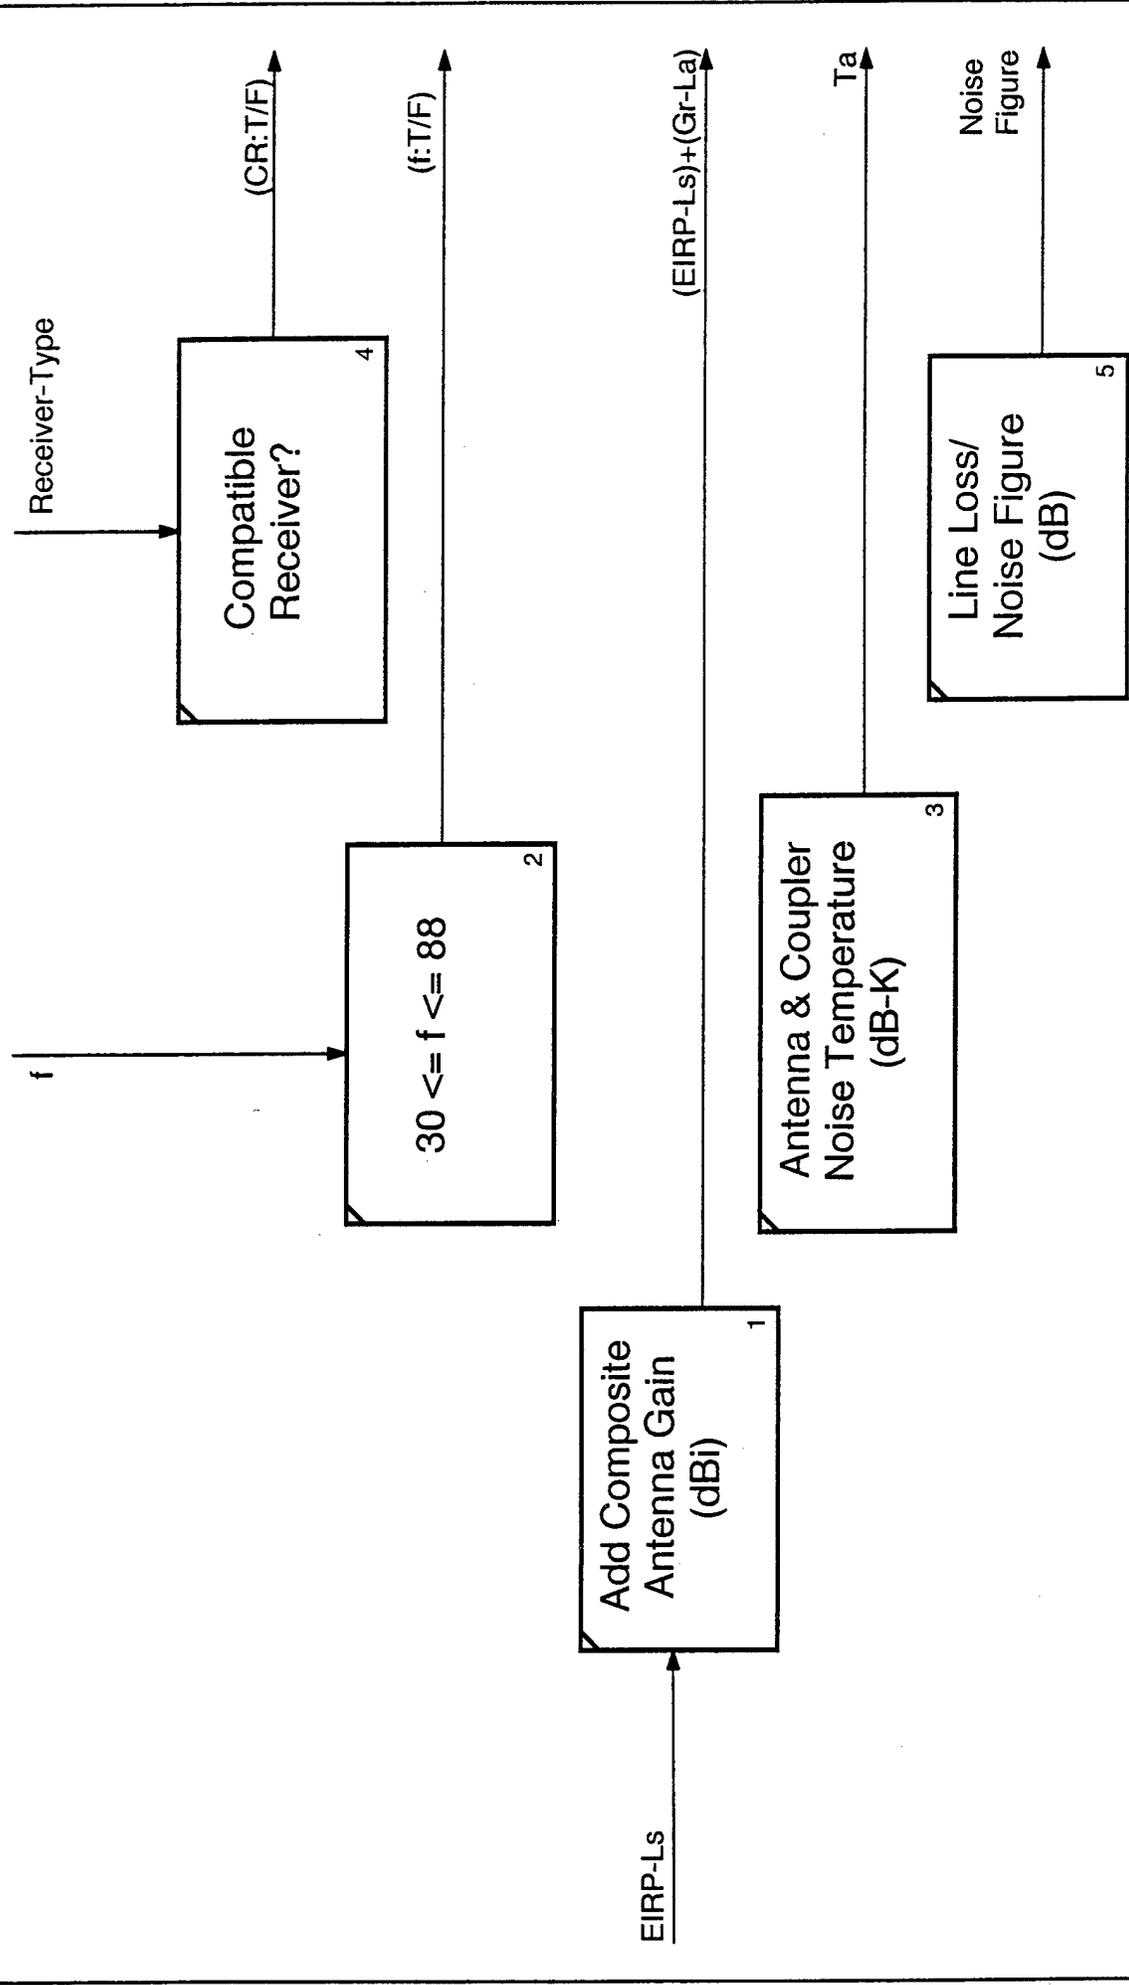 Receiver-Type
Compatible
Receiver?
4
(CR:T/F)
f
30 <= f <= 88
2
(f:T/F)
EIRP-Ls
Add Composite
Antenna Gain
(dBi)
1
(EIRP-Ls)+(Gr-La)
Antenna & Coupler
Noise Temperature
(dB-K)
3
Ta
Line Loss/
Noise Figure
(dB)
5
Noise
Figure